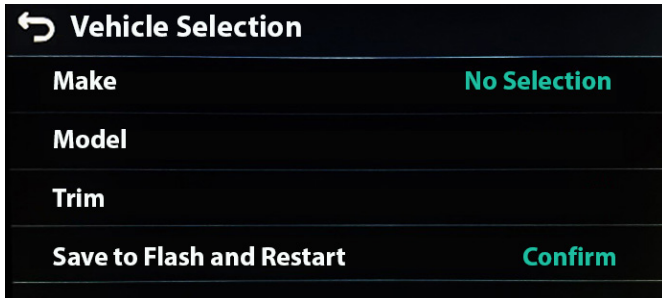 Vehicle Selection
Make No Selection
Model
Trim
Save to Flash and Restart Confirm